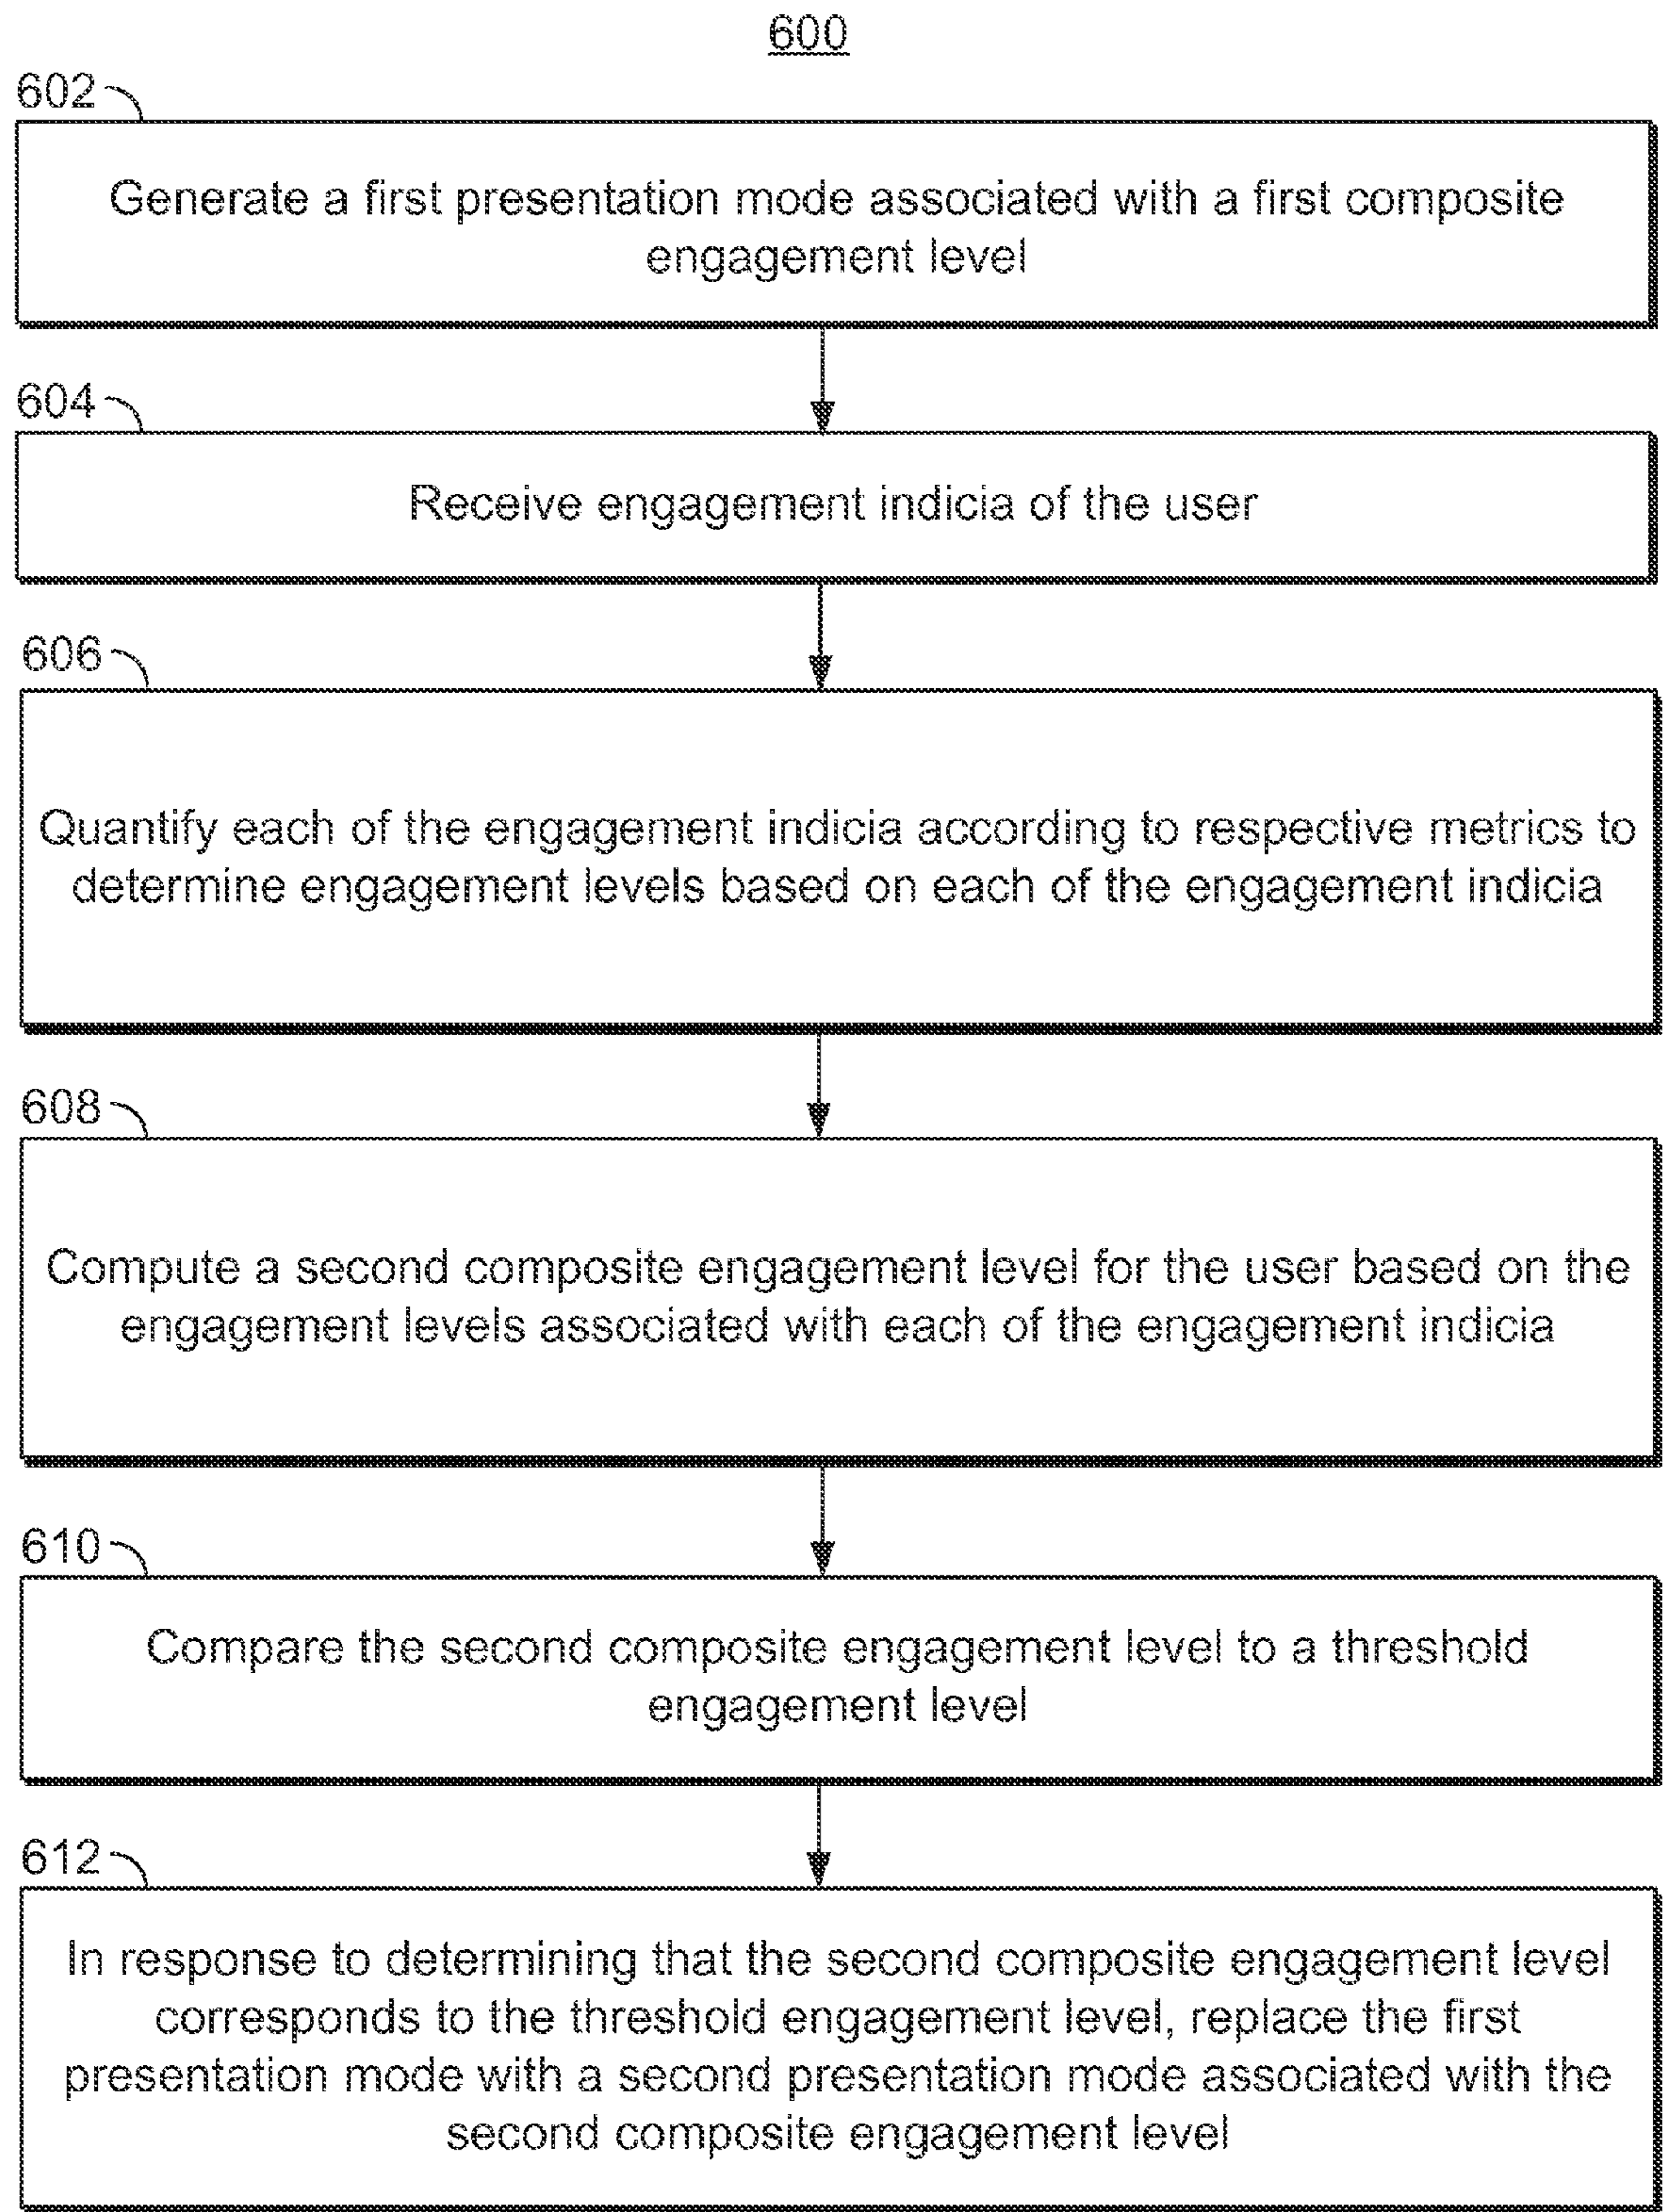 600
602
Generate a first presentation mode associated with a first composite
engagement level
604
Receive engagement indicia of the user
606
Quantify each of the engagement indicia according to respective metrics to
determine engagement levels based on each of the engagement indicia
608
Compute a second composite engagement level for the user based on the
engagement levels associated with each of the engagement indicia
610
Compare the second composite engagement level to a threshold
engagement level
612
In response to determining that the second composite engagement level
corresponds to the threshold engagement level, replace the first
presentation mode with a second presentation mode associated with the
second composite engagement level